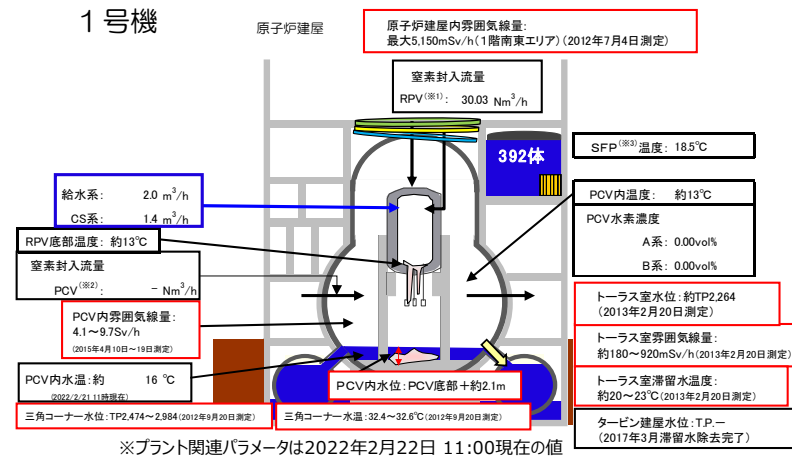 １号機
原子炉建屋
原子炉建屋内雰囲気線量:
最大5,150mSv/h(１階南東エリア)(2012年7月4日測定)
窒素封入流量
RPV(※1): 30.03 Nm3/h
392体
SFP(※3)温度: 18.5℃
給水系: 2.0 m3/h
CS系: 1.4 m3/h
PCV内温度: 約13℃
PCV水素濃度
A系: 0.00vol%
B系: 0.00vol%
RPV底部温度: 約13℃
窒素封入流量
PCV(※2): － Nm3/h
PCV内雰囲気線量:
4.1～9.7Sv/h
(2015年4月10日～19日測定)
トーラス室水位:約TP2,264
(2013年2月20日測定)
トーラス室雰囲気線量:
約180～920mSv/h(2013年2月20日測定)
PCV内水温:約 16 ℃
(2022/2/21 11時現在)
PCV内水位:PCV底部＋約2.1m
トーラス室滞留水温度:
約20～23℃(2013年2月20日測定)
三角コーナー水位:TP2,474～2,984(2012年9月20日測定)
三角コーナー水温:32.4～32.6℃(2012年9月20日測定)
タービン建屋水位:T.P.－
(2017年3月滞留水除去完了)
※プラント関連パラメータは2022年2月22日 11:00現在の値